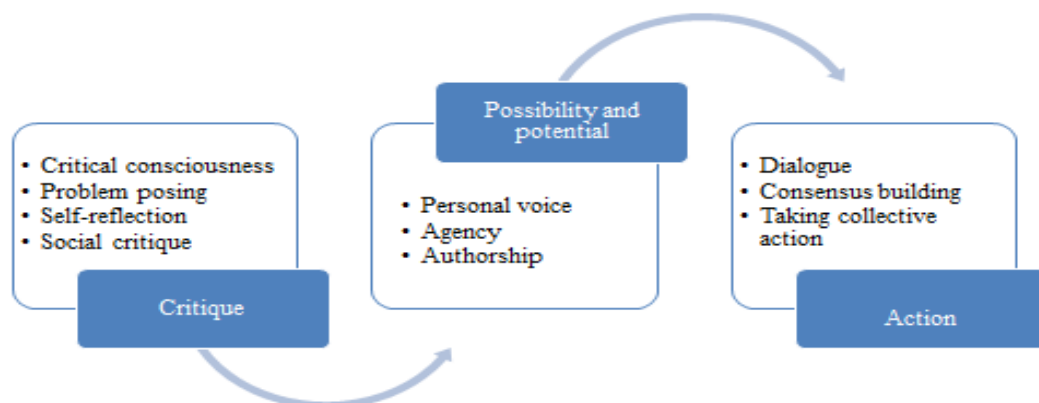 • Critical consciousness
• Problem posing
• Self-reflection
• Social critique
Critique
Possibility and
potential
• Personal voice
• Agency
• Authorship
• Dialogue
• Consensus building
• Taking collective
action
Action